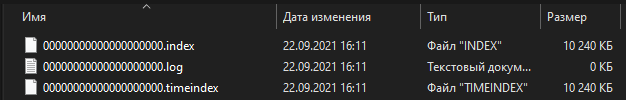 Имя Дата изменения Тип Размер
00000000000000000000.index 22.09.2021 16:11 Файл "INDEX" 10 240 КБ
00000000000000000000.log 22.09.2021 16:11 Текстовый докум... 0 КБ
00000000000000000000.timeindex 22.09.2021 16:11 Файл "TIMEINDEX" 10 240 КБ